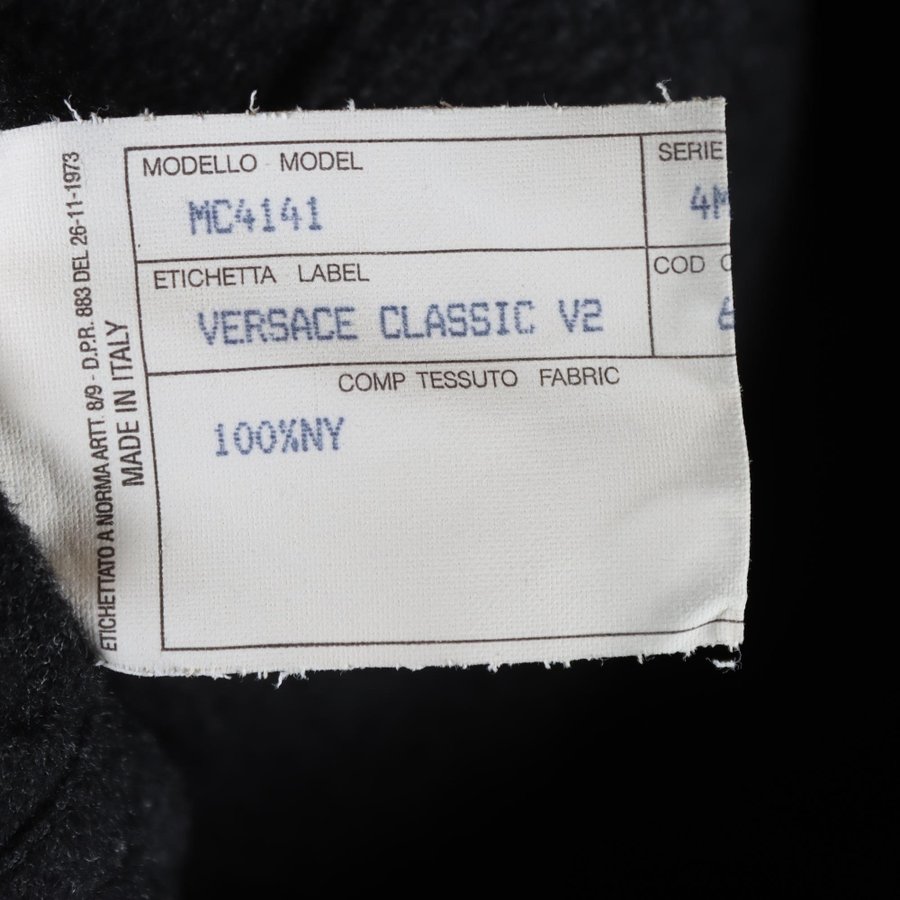 ETICHETTATO A NORMA ARTT 8/9 - D.P.R. 883 DEL 26-11-1973
MADE IN ITALY
MODELLO MODEL
MC4141
SERIE
4M
ETICHETTA LABEL
VERSACE CLASSIC V2
COD
COMP TESSUTO FABRIC
100%NY